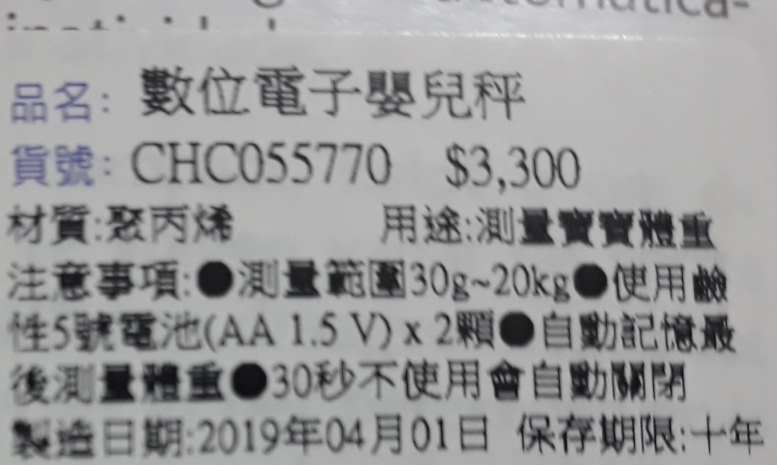 品名: 數位電子嬰兒秤
貨號: CHC055770 $3,300
材質:聚丙烯 用途:測量寶寶體重
注意事項:●測量範圍30g~20kg●使用鹼
性5號電池(AA 1.5 V) x 2顆●自動記憶最
後測量體重●30秒不使用會自動關閉
製造日期:2019年04月01日 保存期限:十年